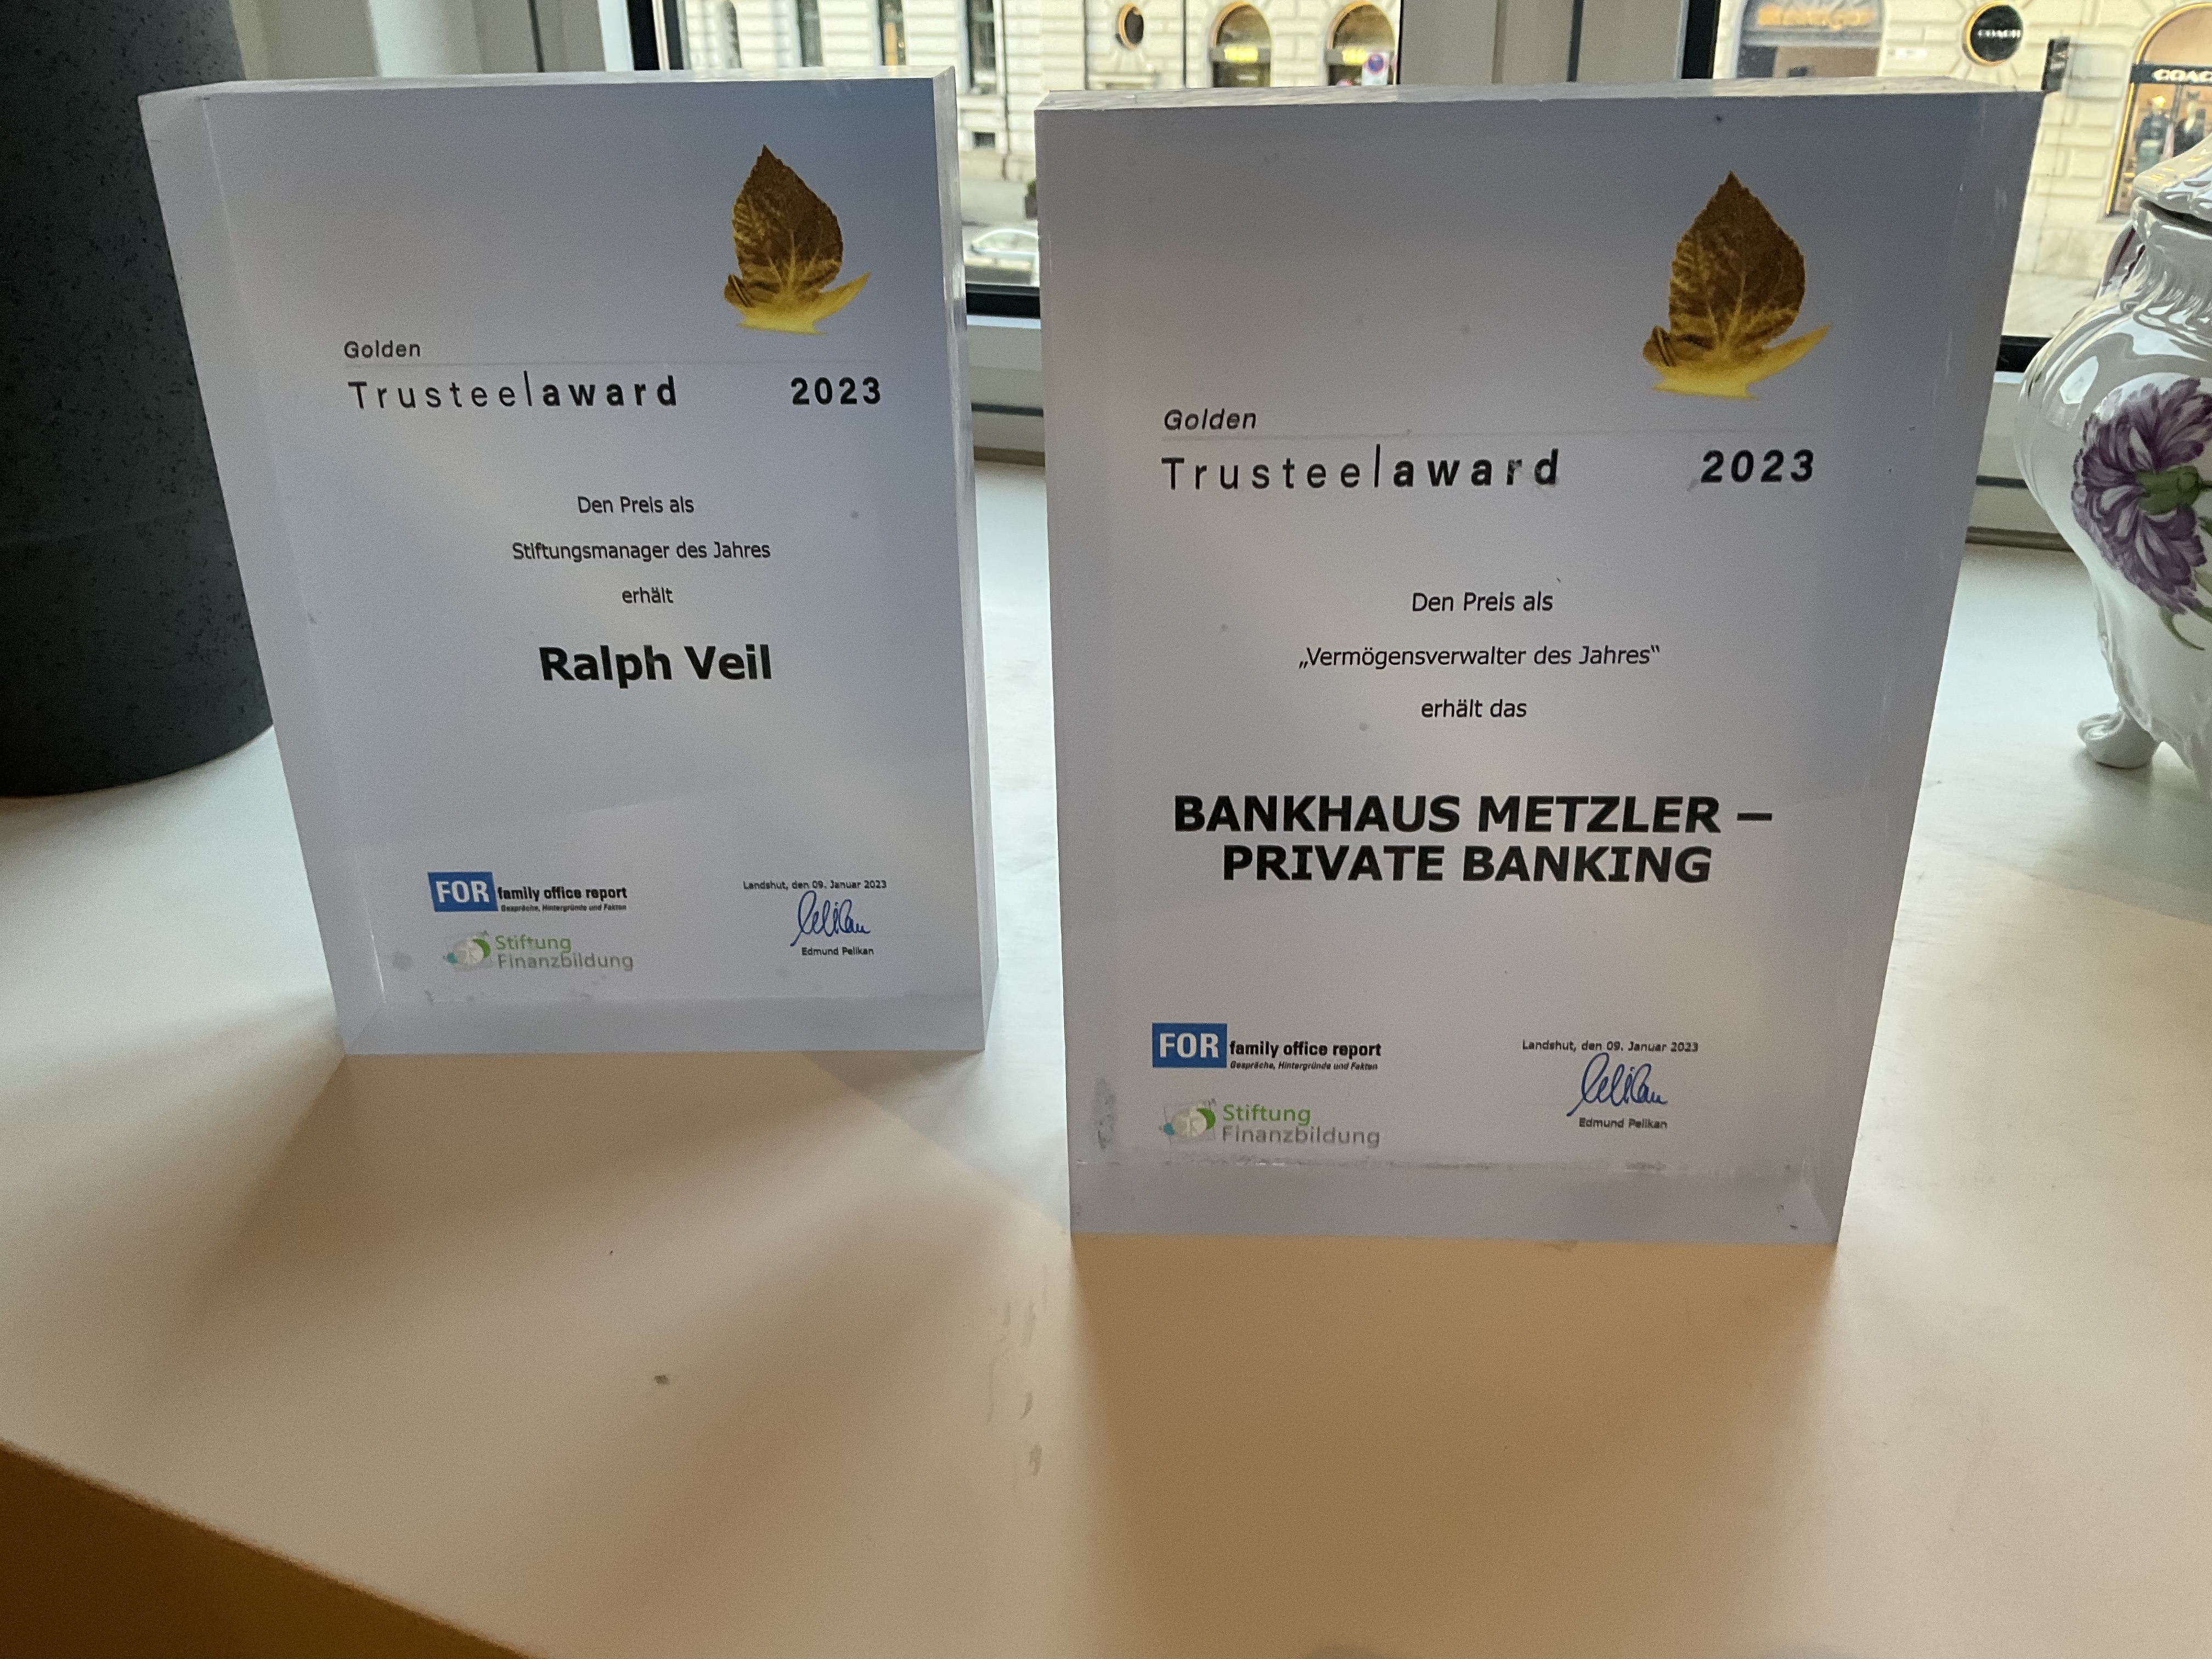 Golden
Trustee|award 2023
Den Preis als
Stiftungsmanager des Jahres
erhält
Ralph Veil
FOR family office report
Gespräche, Hintergründe und Fakten
Stiftung
Finanzbildung
Landshut, den 09. Januar 2023
Edmund Pelikan
Golden
Trustee|award 2023
Den Preis als
„Vermögensverwalter des Jahres“
erhält das
BANKHAUS METZLER –
PRIVATE BANKING
FOR family office report
Gespräche, Hintergründe und Fakten
Stiftung
Finanzbildung
Landshut, den 09. Januar 2023
Edmund Pelikan
COACH